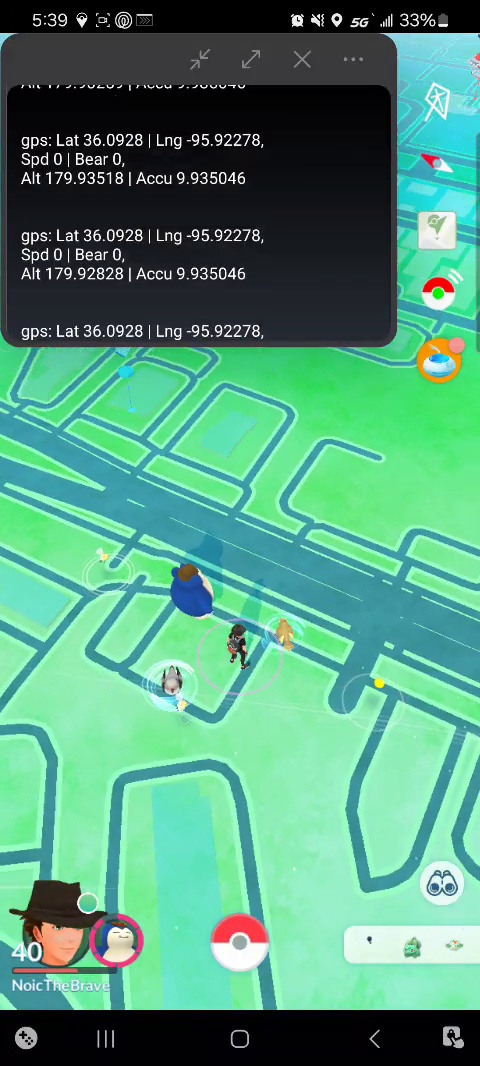 5:39
5G
33%
Alt 179.93239 | Accu 9.935046
gps: Lat 36.0928 | Lng -95.92278,
Spd 0 | Bear 0,
Alt 179.93518 | Accu 9.935046
gps: Lat 36.0928 | Lng -95.92278,
Spd 0 | Bear 0,
Alt 179.92828 | Accu 9.935046
gps: Lat 36.0928 | Lng -95.92278,
40
NoicTheBrave